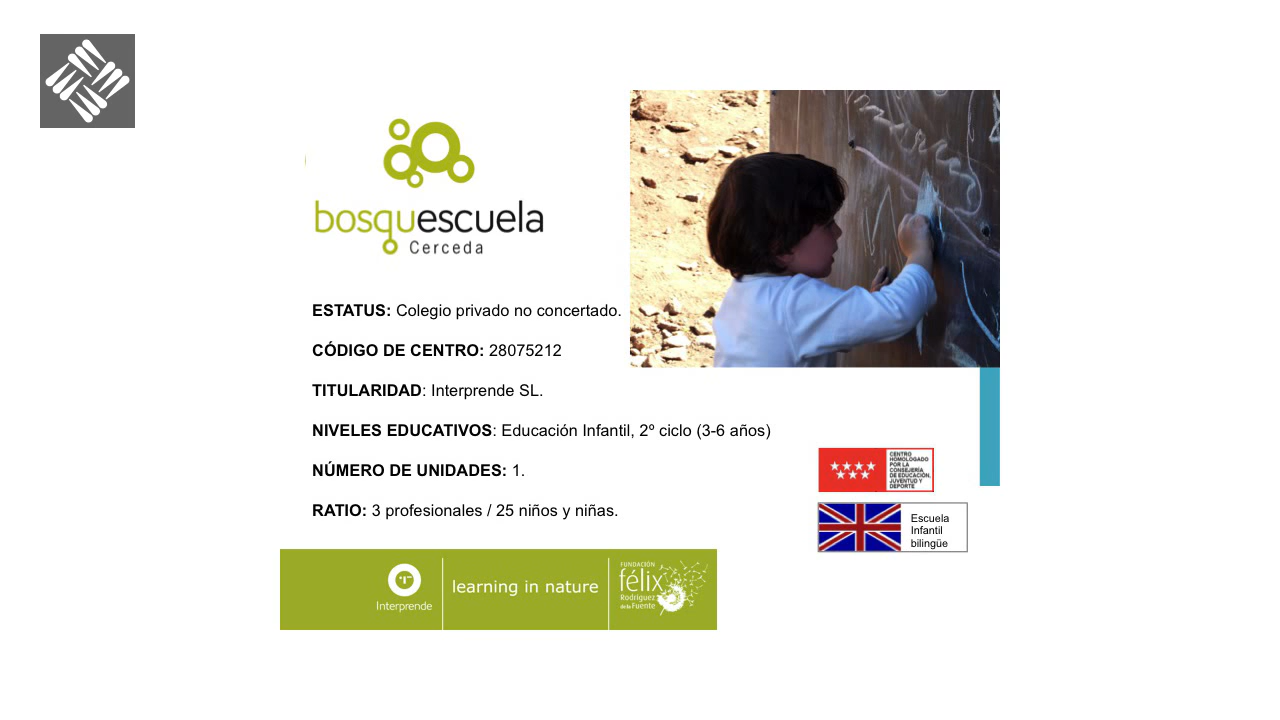 bosquescuela
Cerceda
ESTATUS: Colegio privado no concertado.
CÓDIGO DE CENTRO: 28075212
TITULARIDAD: Interprende SL.
NIVELES EDUCATIVOS: Educación Infantil, 2º ciclo (3-6 años)
NÚMERO DE UNIDADES: 1.
RATIO: 3 profesionales / 25 niños y niñas.
CENTRO
HOMOLOGADO
POR LA
CONSEJERÍA
DE EDUCACIÓN,
JUVENTUD Y
DEPORTE
Escuela
Infantil
bilingüe
Interprende
learning in nature
FUNDACIÓN
félix
Rodríguez
de la Fuente